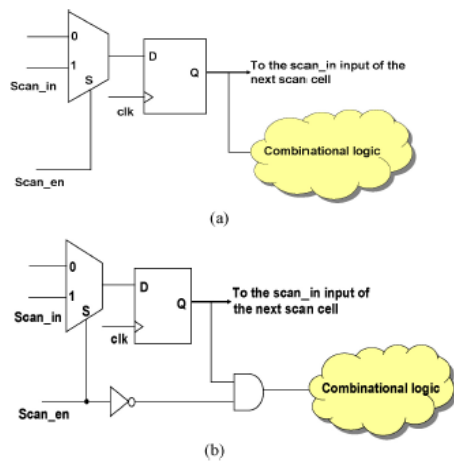 0
D
Q
To the scan_in input of the
next scan cell
1
Scan_in
S
clk
Combinational logic
Scan_en
(a)
0
D
Q
To the scan_in input of
the next scan cell
1
Scan_in
S
clk
Combinational logic
Scan_en
(b)